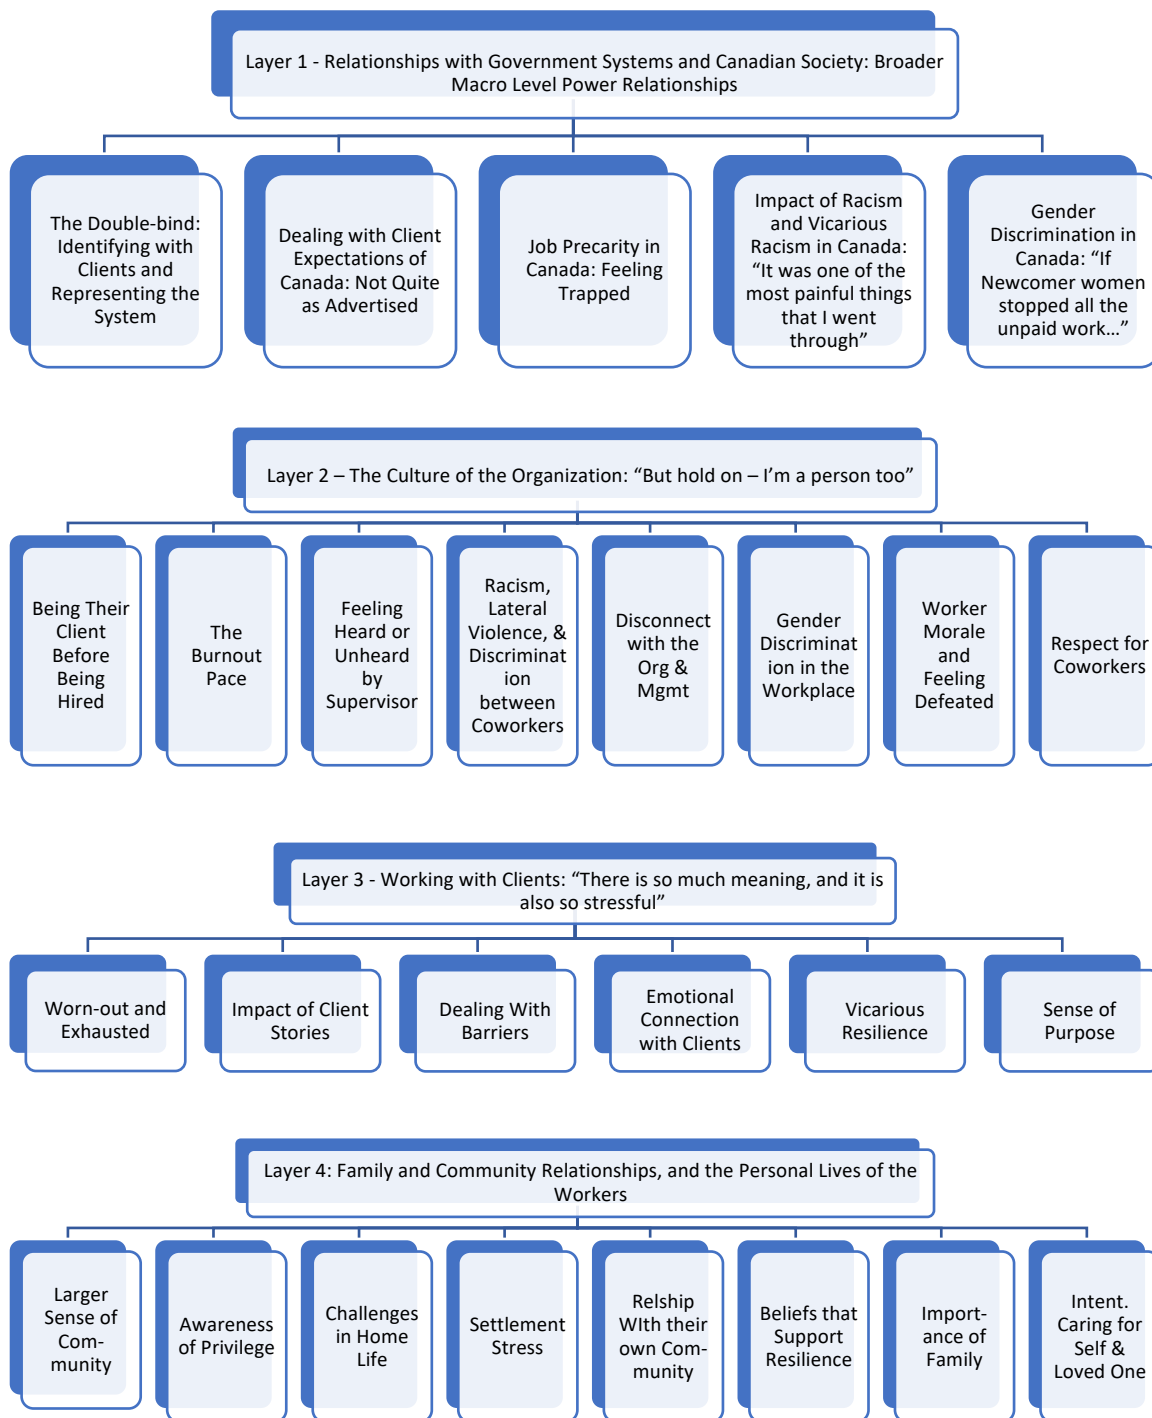 Layer 1 - Relationships with Government Systems and Canadian Society: Broader
Macro Level Power Relationships
The Double-bind:
Identifying with
Clients and
Representing the
System
Dealing with Client
Expectations of
Canada: Not Quite
as Advertised
Job Precarity in
Canada: Feeling
Trapped
Impact of Racism
and Vicarious
Racism in Canada:
“It was one of the
most painful things
that I went
through”
Gender
Discrimination in
Canada: “If
Newcomer women
stopped all the
unpaid work…”
Layer 2 – The Culture of the Organization: “But hold on – I’m a person too”
Being Their
Client
Before
Being
Hired
The
Burnout
Pace
Feeling
Heard or
Unheard
by
Supervisor
Racism,
Lateral
Violence, &
Discriminat
ion
between
Coworkers
Disconnect
with the
Org &
Mgmt
Gender
Discriminat
ion in the
Workplace
Worker
Morale
and
Feeling
Defeated
Respect for
Coworkers
Layer 3 - Working with Clients: “There is so much meaning, and it is
also so stressful”
Worn-out and
Exhausted
Impact of Client
Stories
Dealing With
Barriers
Emotional
Connection
with Clients
Vicarious
Resilience
Sense of
Purpose
Layer 4: Family and Community Relationships, and the Personal Lives of the
Workers
Larger
Sense of
Com-
munity
Awareness
of Privilege
Challenges
in Home
Life
Settlement
Stress
Relship
WIth their
own Com-
munity
Beliefs that
Support
Resilience
Import-
ance of
Family
Intent.
Caring for
Self &
Loved One